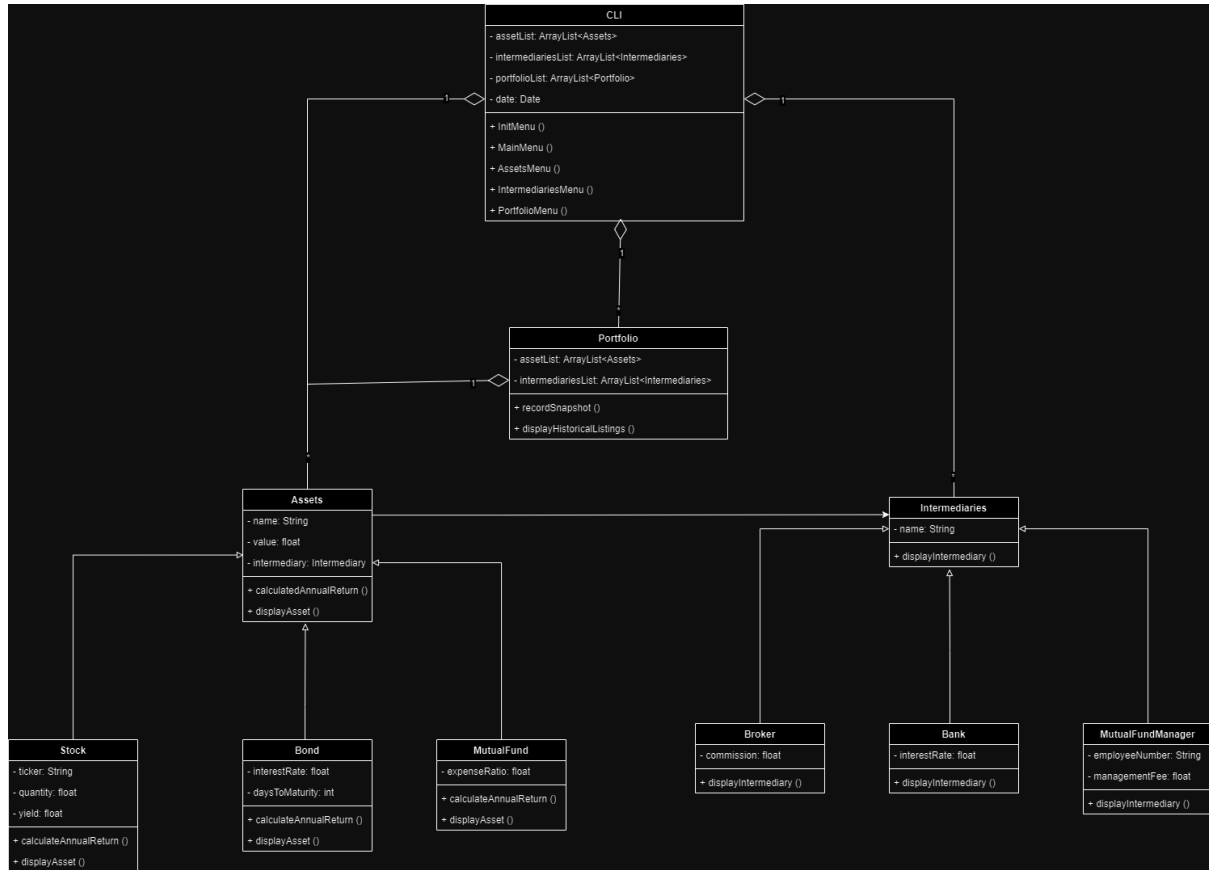 CLI
- assetList: ArrayList<Assets>
- intermediariesList: ArrayList<Intermediaries>
- portfolioList: ArrayList<Portfolio>
- date: Date
+ InitMenu ()
+ MainMenu ()
+ AssetsMenu ()
+ IntermediariesMenu ()
+ PortfolioMenu ()
1
1
1
*
Portfolio
- assetList: ArrayList<Assets>
- intermediariesList: ArrayList<Intermediaries>
+ recordSnapshot ()
+ displayHistoricalListings ()
1
*
*
Assets
- name: String
- value: float
- intermediary: Intermediary
+ calculatedAnnualReturn ()
+ displayAsset ()
Intermediaries
- name: String
+ displayIntermediary ()
Stock
- ticker: String
- quantity: float
- yield: float
+ calculateAnnualReturn ()
+ displayAsset ()
Bond
- interestRate: float
- daysToMaturity: int
+ calculateAnnualReturn ()
+ displayAsset ()
MutualFund
- expenseRatio: float
+ calculateAnnualReturn ()
+ displayAsset ()
Broker
- commission: float
+ displayIntermediary ()
Bank
- interestRate: float
+ displayIntermediary ()
MutualFundManager
- employeeNumber: String
- managementFee: float
+ displayIntermediary ()